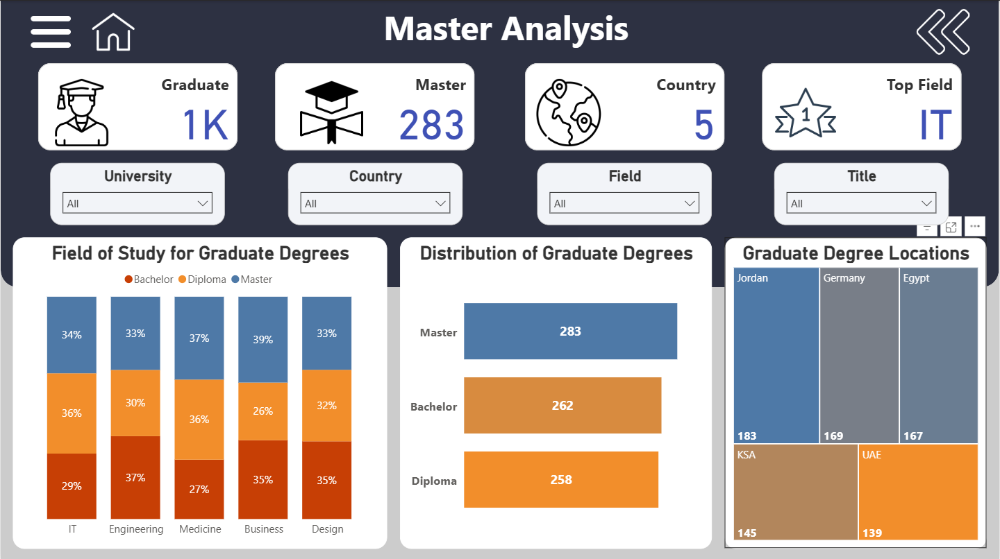 Master Analysis
Graduate
1K
Master
283
Country
5
Top Field
1
IT
University
All
Country
All
Field
All
Title
All
Field of Study for Graduate Degrees
Bachelor Diploma Master
34% 33% 37% 39% 33%
36% 30% 36% 26% 32%
29% 37% 27% 35% 35%
IT Engineering Medicine Business Design
Distribution of Graduate Degrees
Master 283
Bachelor 262
Diploma 258
Graduate Degree Locations
Jordan
183
Germany
169
Egypt
167
KSA
145
UAE
139